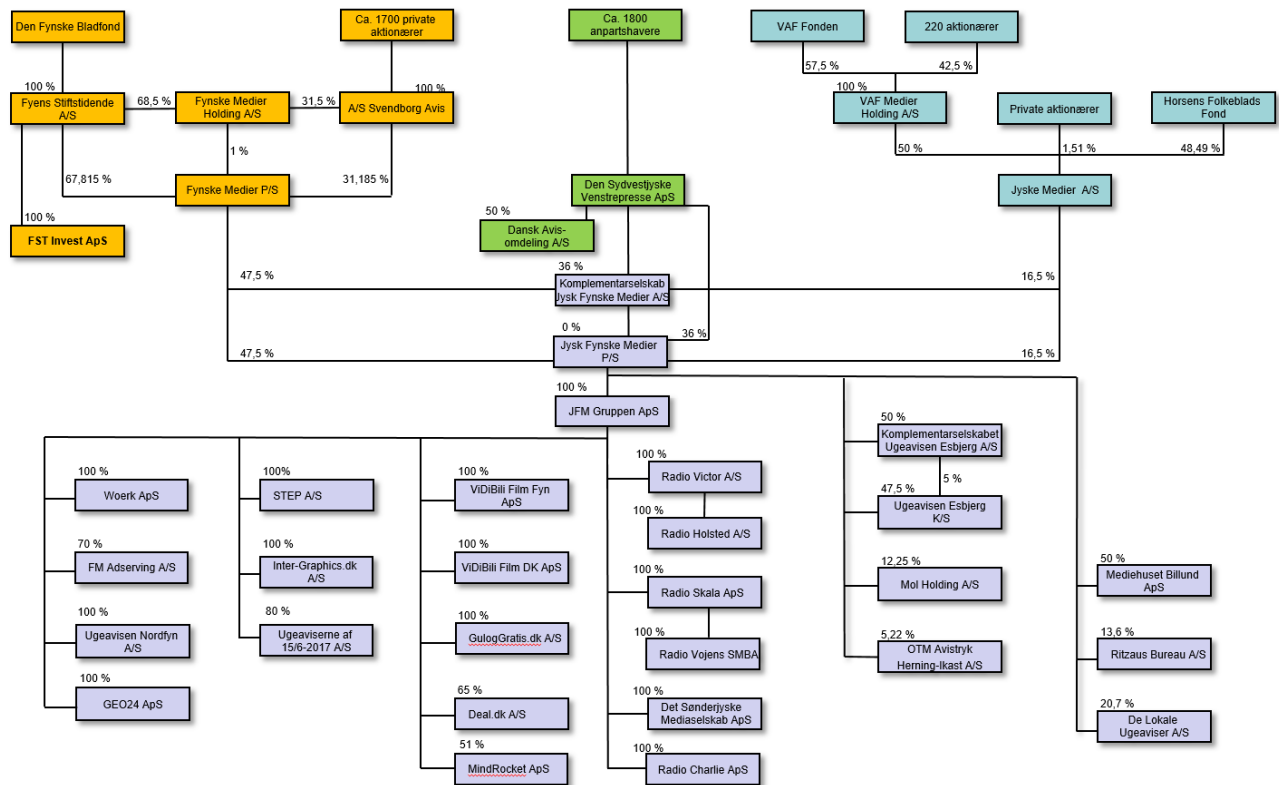 Den Fynske Bladfond
Ca. 1700 private
aktionærer
Ca. 1800
anpartshavere
VAF Fonden
220 aktionærer
57,5 %
42,5 %
100 %
Fyens Stiftstidende
A/S
68,5 %
Fynske Medier
Holding A/S
31,5 %
100 %
A/S Svendborg Avis
100 %
VAF Medier
Holding A/S
Private aktionærer
Horsens Folkeblads
Fond
1 %
50 %
1,51 %
48,49 %
67,815 %
Fynske Medier P/S
31,185 %
Den Sydvestjyske
Venstrepresse ApS
Jyske Medier A/S
100 %
FST Invest ApS
50 %
Dansk Avis-
omdeling A/S
47,5 %
36 %
Komplementarselskab
Jysk Fynske Medier A/S
16,5 %
0 %
Jysk Fynske Medier
P/S
36 %
47,5 %
16,5 %
100 %
JFM Gruppen ApS
100 %
Woerk ApS
70 %
FM Adserving A/S
100 %
Ugeavisen Nordfyn
A/S
100 %
GEO24 ApS
100%
STEP A/S
100 %
Inter-Graphics.dk
A/S
80 %
Ugeaviserne af
15/6-2017 A/S
100 %
ViDiBili Film Fyn
ApS
100 %
ViDiBili Film DK ApS
100 %
GulogGratis.dk A/S
65 %
Deal.dk A/S
51 %
MindRocket ApS
100 %
Radio Victor A/S
100 %
Radio Holsted A/S
100 %
Radio Skala ApS
100 %
Radio Vojens SMBA
100 %
Det Sønderjyske
Mediaselskab ApS
100 %
Radio Charlie ApS
50 %
Komplementarselskabet
Ugeavisen Esbjerg A/S
5 %
47,5 %
Ugeavisen Esbjerg
K/S
12,25 %
Mol Holding A/S
5,22 %
OTM Avistryk
Herning-Ikast A/S
50 %
Mediehuset Billund
ApS
13,6 %
Ritzaus Bureau A/S
20,7 %
De Lokale
Ugeaviser A/S